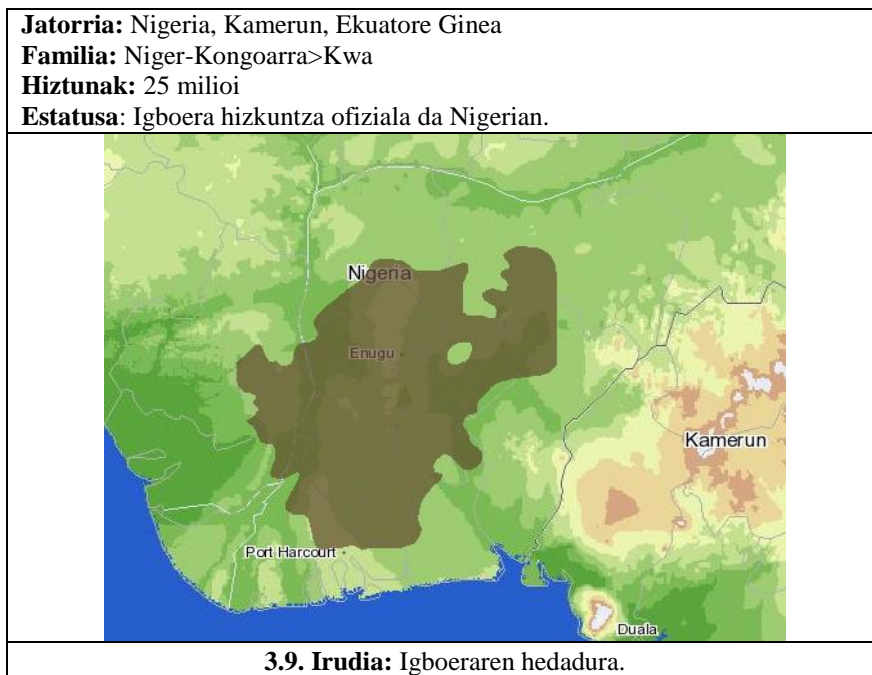 Jatorria: Nigeria, Kamerun, Ekuatore Ginea
Familia: Niger-Kongoarra>Kwa
Hiztunak: 25 milioi
Estatusa: Igboera hizkuntza ofiziala da Nigerian.
Nigeria
Enugu
Kamerun
Port Harcourt
Duala
3.9. Irudia: Igboeraren hedadura.